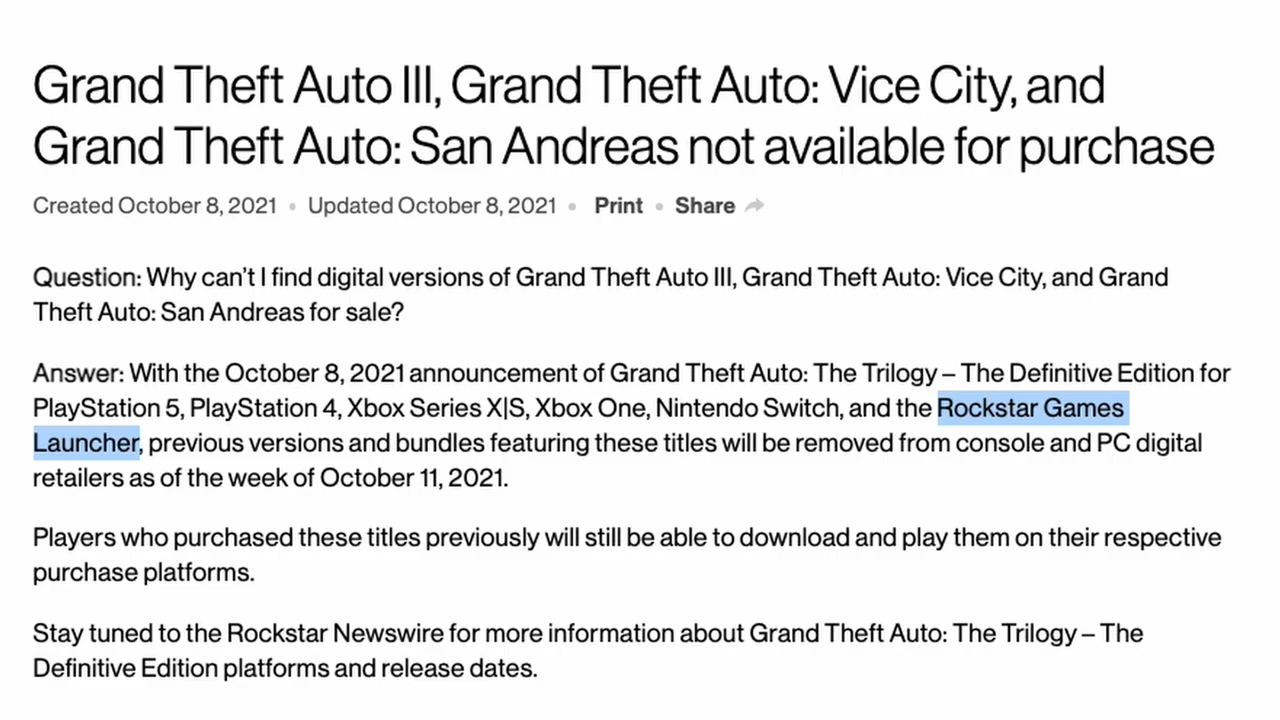 Grand Theft Auto III, Grand Theft Auto: Vice City, and
Grand Theft Auto: San Andreas not available for purchase
Created October 8, 2021 • Updated October 8, 2021 • Print • Share
Question: Why can’t I find digital versions of Grand Theft Auto III, Grand Theft Auto: Vice City, and Grand
Theft Auto: San Andreas for sale?
Answer: With the October 8, 2021 announcement of Grand Theft Auto: The Trilogy – The Definitive Edition for
PlayStation 5, PlayStation 4, Xbox Series X|S, Xbox One, Nintendo Switch, and the Rockstar Games
Launcher, previous versions and bundles featuring these titles will be removed from console and PC digital
retailers as of the week of October 11, 2021.
Players who purchased these titles previously will still be able to download and play them on their respective
purchase platforms.
Stay tuned to the Rockstar Newswire for more information about Grand Theft Auto: The Trilogy – The
Definitive Edition platforms and release dates.